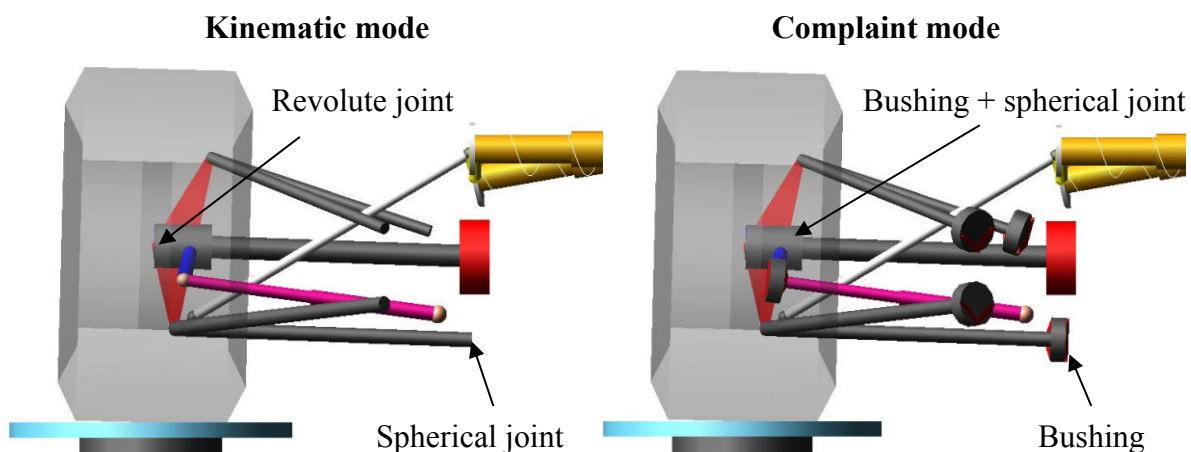 Kinematic mode
Complaint mode
Revolute joint
Bushing + spherical joint
Spherical joint
Bushing